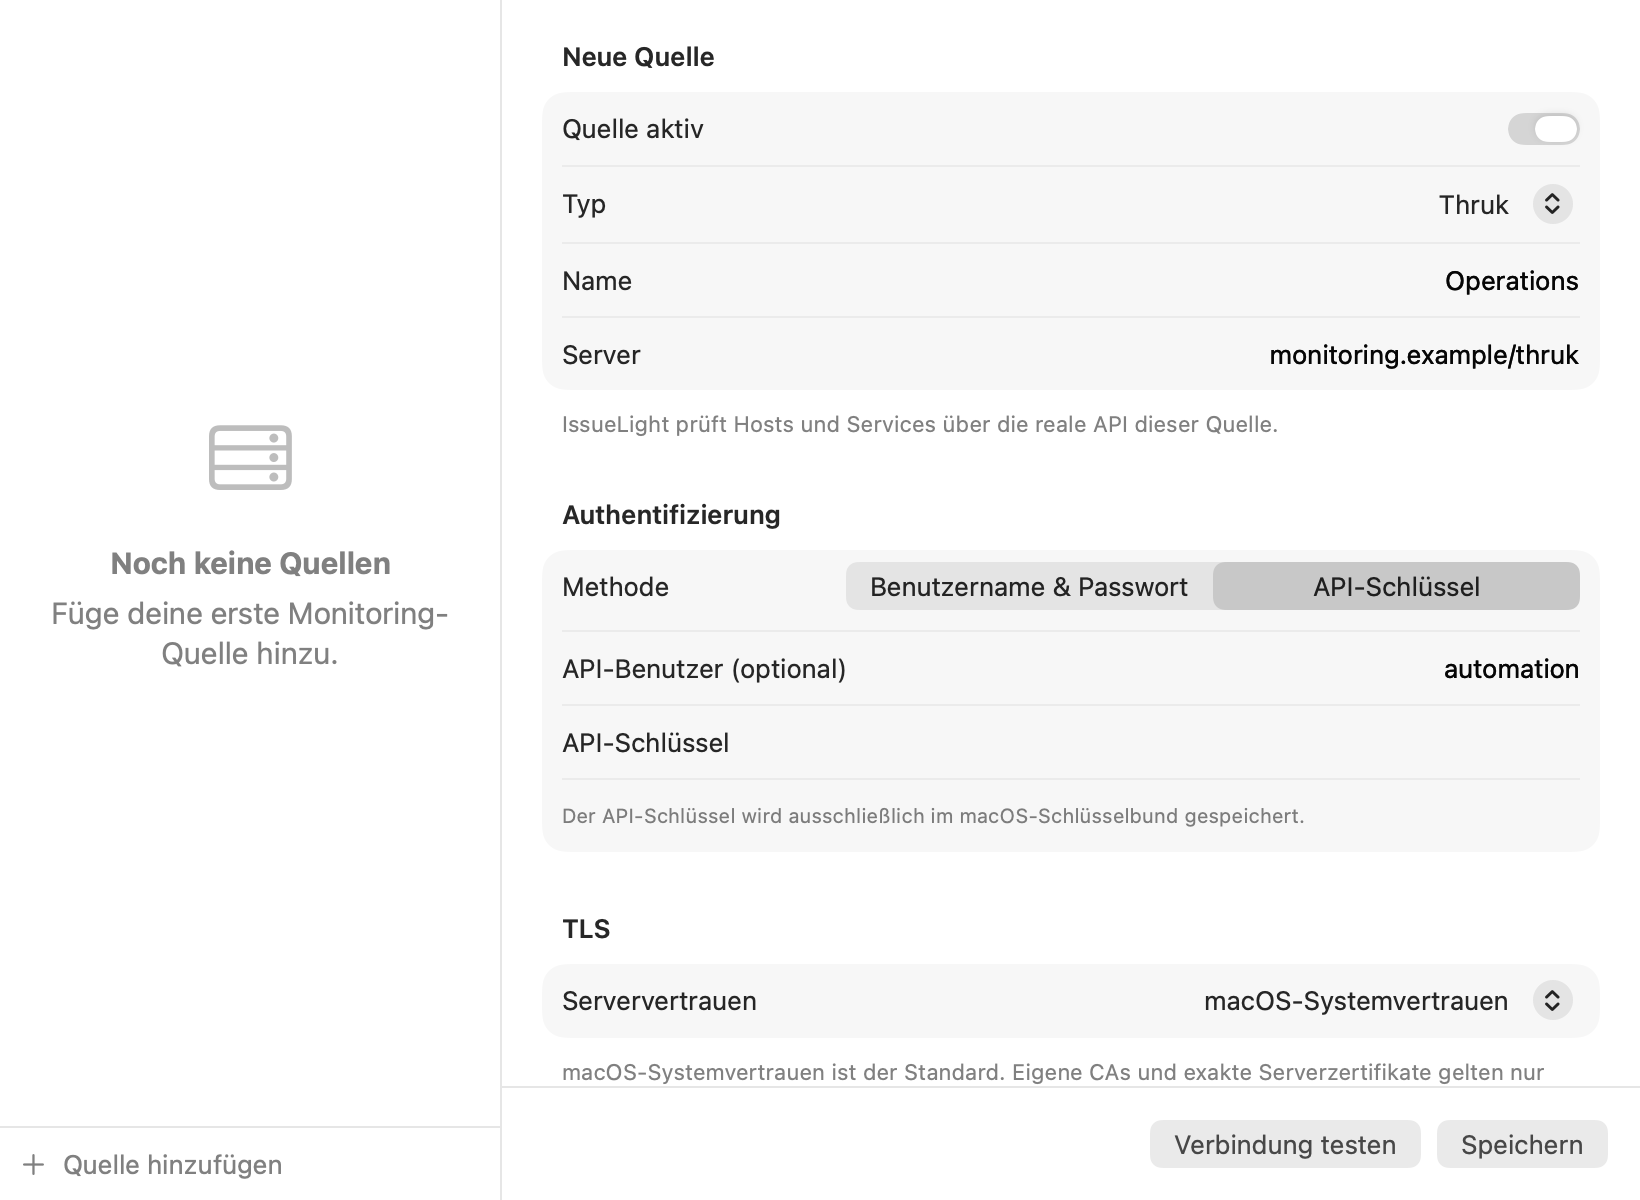 Noch keine Quellen
Füge deine erste Monitoring-
Quelle hinzu.
Quelle hinzufügen
Neue Quelle
Quelle aktiv
Typ Thruk
Name Operations
Server monitoring.example/thruk
IssueLight prüft Hosts und Services über die reale API dieser Quelle.
Authentifizierung
Methode Benutzername & Passwort API-Schlüssel
API-Benutzer (optional) automation
API-Schlüssel
Der API-Schlüssel wird ausschließlich im macOS-Schlüsselbund gespeichert.
TLS
Serververtrauen macOS-Systemvertrauen
macOS-Systemvertrauen ist der Standard. Eigene CAs und exakte Serverzertifikate gelten nur
Verbindung testen Speichern